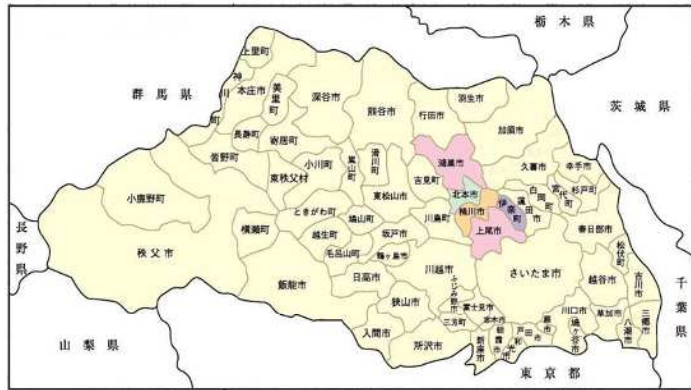 栃木県
群馬県
茨城県
長野県
山梨県
東京都
千葉県
上里町
神川町
本庄市
美里町
深谷市
熊谷市
行田市
羽生市
加須市
長瀞町
寄居町
皆野町
小川町
嵐山町
滑川町
東秩父村
東松山市
吉見町
鴻巣市
北本市
桶川市
伊奈町
上尾市
蓮田市
白岡町
久喜市
幸手市
宮代町
杉戸町
春日部市
小鹿野町
秩父市
横瀬町
ときがわ町
鳩山町
越生町
毛呂山町
坂戸市
鶴ヶ島市
川島町
川越市
日高市
飯能市
狭山市
入間市
所沢市
ふじみ野市
富士見市
三芳町
志木市
新座市
朝霞市
和光市
戸田市
蕨市
さいたま市
川口市
鳩ヶ谷市
草加市
越谷市
松伏町
吉川市
三郷市
八潮市